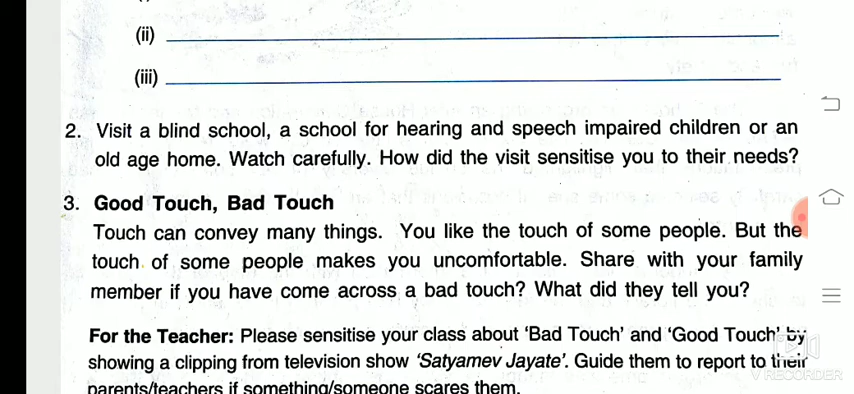 (ii)
(iii)
2. Visit a blind school, a school for hearing and speech impaired children or an
old age home. Watch carefully. How did the visit sensitise you to their needs?
3. Good Touch, Bad Touch
Touch can convey many things. You like the touch of some people. But the
touch of some people makes you uncomfortable. Share with your family
member if you have come across a bad touch? What did they tell you?
For the Teacher: Please sensitise your class about 'Bad Touch' and 'Good Touch' by
showing a clipping from television show 'Satyamev Jayate'. Guide them to report to their
parents/teachers if something/someone scares them.
V RECORDER